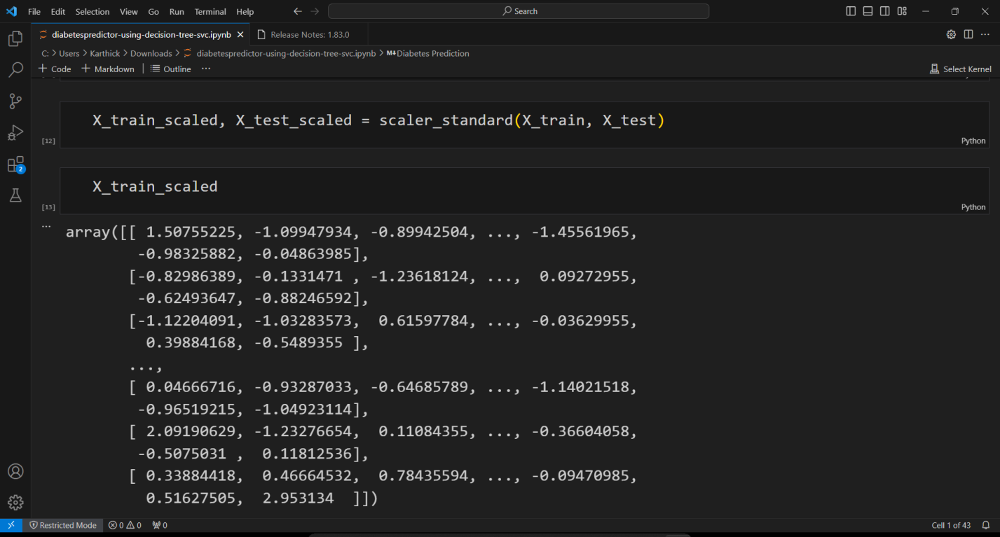 File Edit Selection View Go Run Terminal Help Search
diabetespredictor-using-decision-tree-svc.ipynb Release Notes: 1.83.0
C: > Users > Karthick > Downloads > diabetespredictor-using-decision-tree-svc.ipynb > M↓Diabetes Prediction
+ Code + Markdown Outline ... Select Kernel
X_train_scaled, X_test_scaled = scaler_standard(X_train, X_test)
[12] Python
2
X_train_scaled
[13] Python
...
array([[ 1.50755225, -1.09947934, -0.89942504, ..., -1.45561965,
-0.98325882, -0.04863985],
[-0.82986389, -0.1331471 , -1.23618124, ..., 0.09272955,
-0.62493647, -0.88246592],
[-1.12204091, -1.03283573, 0.61597784, ..., -0.03629955,
0.39884168, -0.5489355 ],
...,
[ 0.04666716, -0.93287033, -0.64685789, ..., -1.14021518,
-0.96519215, -1.04923114],
[ 2.09190629, -1.23276654, 0.11084355, ..., -0.36604058,
-0.5075031 , 0.11812536],
[ 0.33884418, 0.46664532, 0.78435594, ..., -0.09470985,
0.51627505, 2.953134 ]])
Restricted Mode 0 0 0 Cell 1 of 43